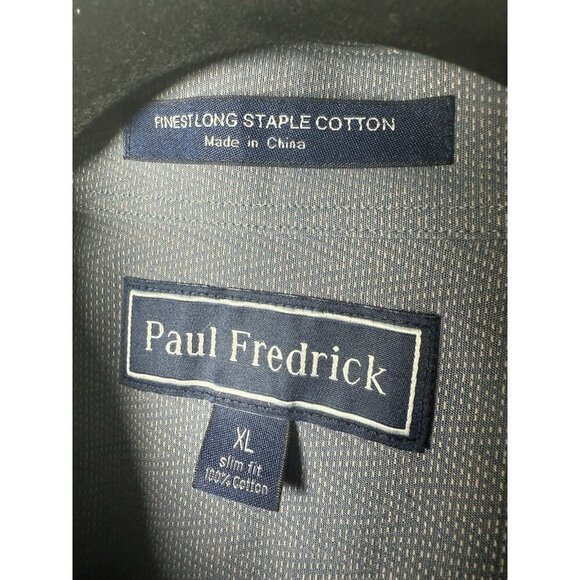 FINEST LONG STAPLE COTTON
Made in China
Paul Fredrick
XL
slim fit
100% Cotton